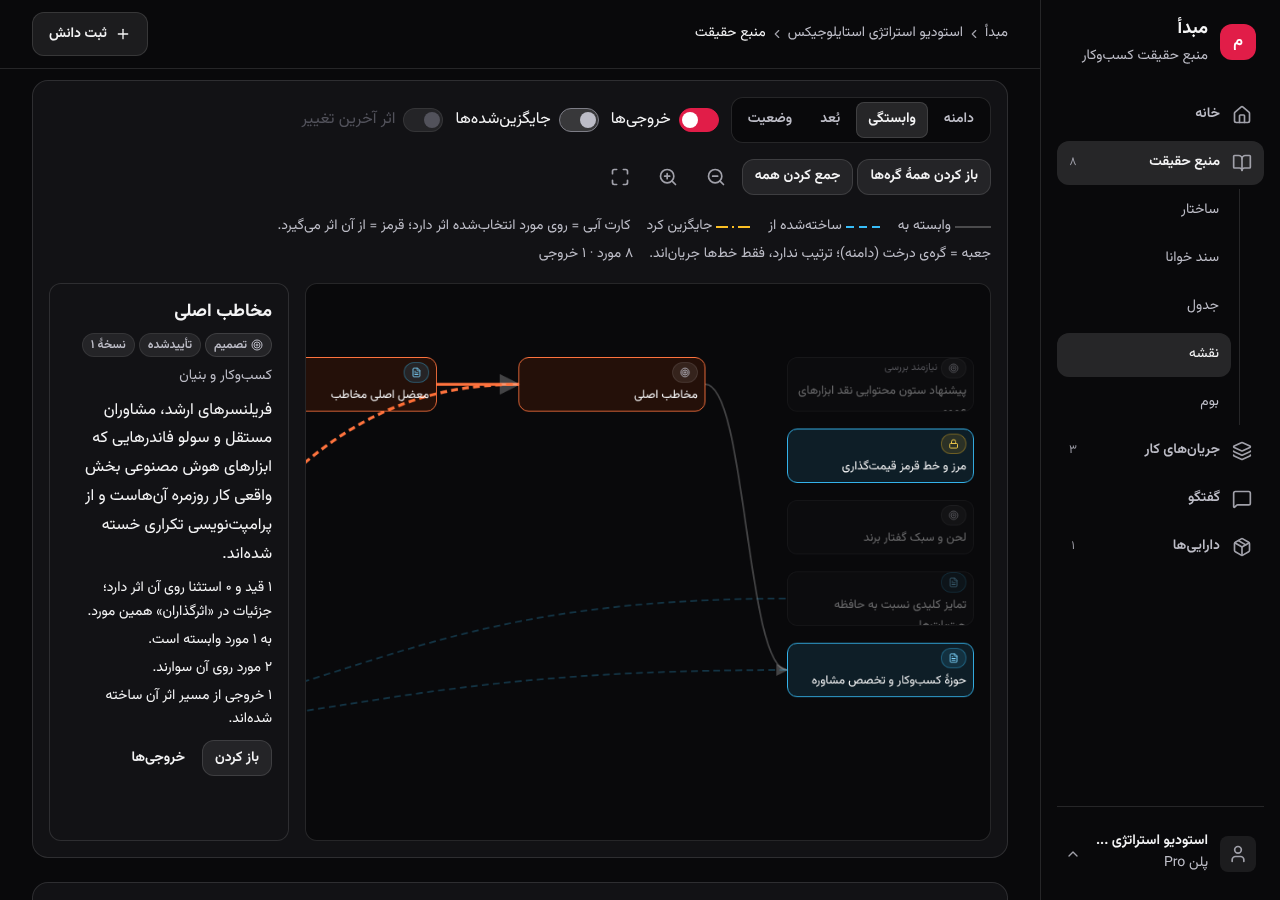 مبدأ
منبع حقیقت کسب‌وکار
خانه
منبع حقیقت ۸
ساختار
سند خوانا
جدول
نقشه
بوم
جریان‌های کار ۳
گفتگو
دارایی‌ها ۱
استودیو استراتژی ...
پلن Pro
مبدأ › استودیو استراتژی استایلوجیکس › منبع حقیقت
ثبت دانش +
دامنه وابستگی بُعد وضعیت خروجی‌ها جایگزین‌شده‌ها اثر آخرین تغییر
باز کردن همهٔ گره‌ها جمع کردن همه
وابسته به ساخته‌شده از جایگزین کرد کارت آبی = روی مورد انتخاب‌شده اثر دارد؛ قرمز = از آن اثر می‌گیرد.
جعبه = گره‌ی درخت (دامنه)؛ ترتیب ندارد، فقط خط‌ها جریان‌اند. ۸ مورد · ۱ خروجی
نیازمند بررسی
پیشنهاد ستون محتوایی نقد ابزارهای
مرز و خط قرمز قیمت‌گذاری
لحن و سبک گفتار برند
تمایز کلیدی نسبت به حافظه
حوزهٔ کسب‌وکار و تخصص مشاوره
مخاطب اصلی
معضل اصلی مخاطب
مخاطب اصلی
تصمیم تأییدشده نسخهٔ ۱
کسب‌وکار و بنیان
فریلنسرهای ارشد، مشاوران
مستقل و سولو فاندرهایی که
ابزارهای هوش مصنوعی بخش
واقعی کار روزمره آن‌هاست و از
پرامپت‌نویسی تکراری خسته
شده‌اند.
۱ قید و ۰ استثنا روی آن اثر دارد؛
جزئیات در «اثرگذاران» همین مورد.
به ۱ مورد وابسته است.
۲ مورد روی آن سوارند.
۱ خروجی از مسیر اثر آن ساخته
شده‌اند.
باز کردن خروجی‌ها